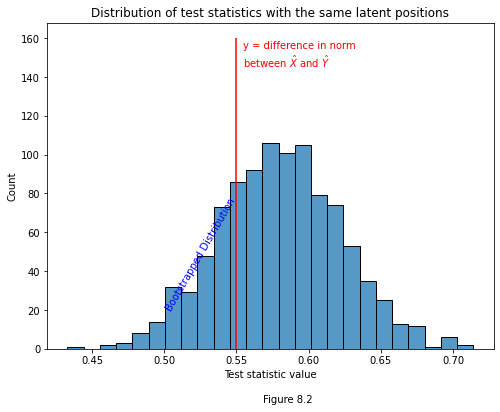 Distribution of test statistics with the same latent positions
160
140
120
100
80
60
40
20
0
Count
y = difference in norm
between X̂ and Ŷ
Bootstrapped Distribution
0.45 0.50 0.55 0.60 0.65 0.70
Test statistic value
Figure 8.2